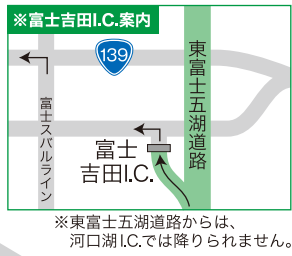 ※富士吉田I.C.案内
139
東富士五湖道路
富士スバルライン
富士
吉田I.C.
※東富士五湖道路からは、
河口湖I.C.では降りられません。